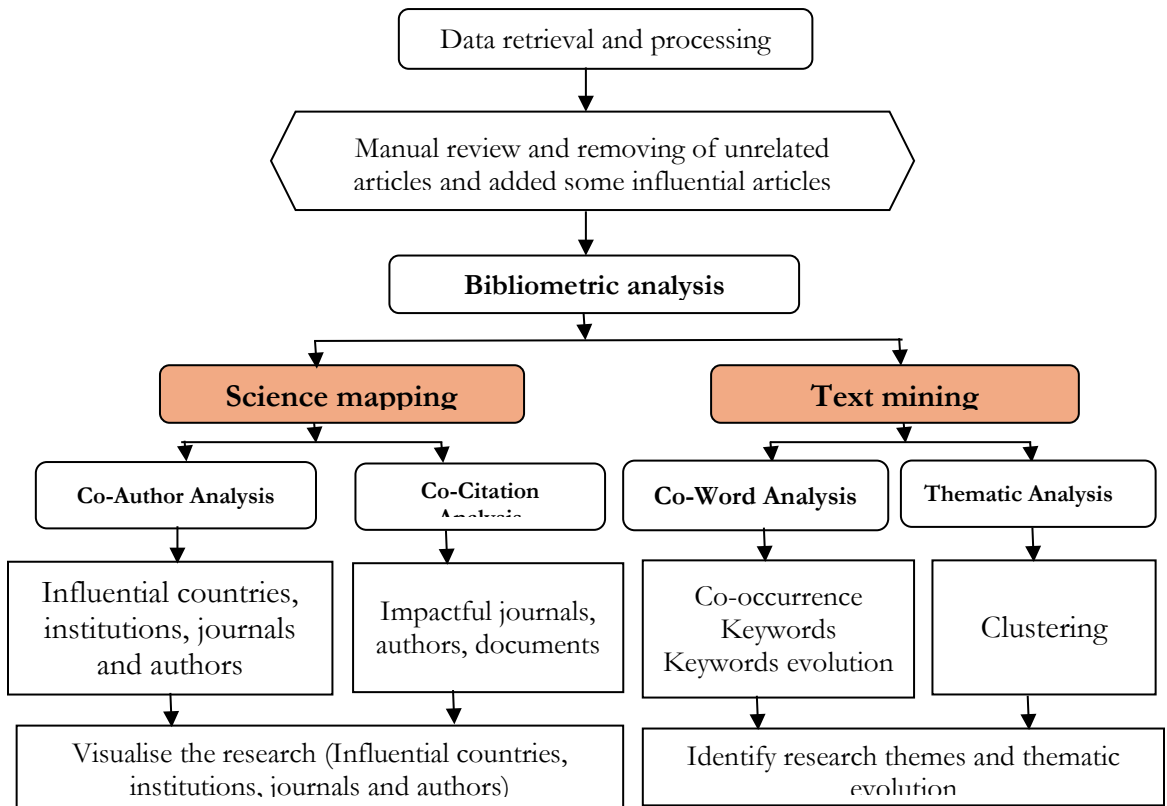 Data retrieval and processing
Manual review and removing of unrelated
articles and added some influential articles
Bibliometric analysis
Science mapping
Text mining
Co-Author Analysis
Co-Citation
Analysis
Co-Word Analysis
Thematic Analysis
Influential countries,
institutions, journals
and authors
Impactful journals,
authors, documents
Co-occurrence
Keywords
Keywords evolution
Clustering
Visualise the research (Influential countries,
institutions, journals and authors)
Identify research themes and thematic
evolution